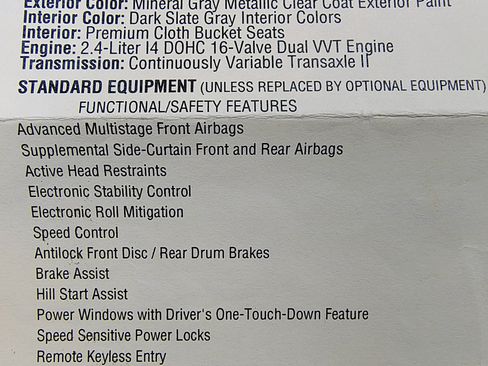 Exterior Color: Mineral Gray Metallic Clear Coat Exterior Paint
Interior Color: Dark Slate Gray Interior Colors
Interior: Premium Cloth Bucket Seats
Engine: 2.4-Liter I4 DOHC 16-Valve Dual VVT Engine
Transmission: Continuously Variable Transaxle II
STANDARD EQUIPMENT (UNLESS REPLACED BY OPTIONAL EQUIPMENT)
FUNCTIONAL/SAFETY FEATURES
Advanced Multistage Front Airbags
Supplemental Side-Curtain Front and Rear Airbags
Active Head Restraints
Electronic Stability Control
Electronic Roll Mitigation
Speed Control
Antilock Front Disc / Rear Drum Brakes
Brake Assist
Hill Start Assist
Power Windows with Driver's One-Touch-Down Feature
Speed Sensitive Power Locks
Remote Keyless Entry